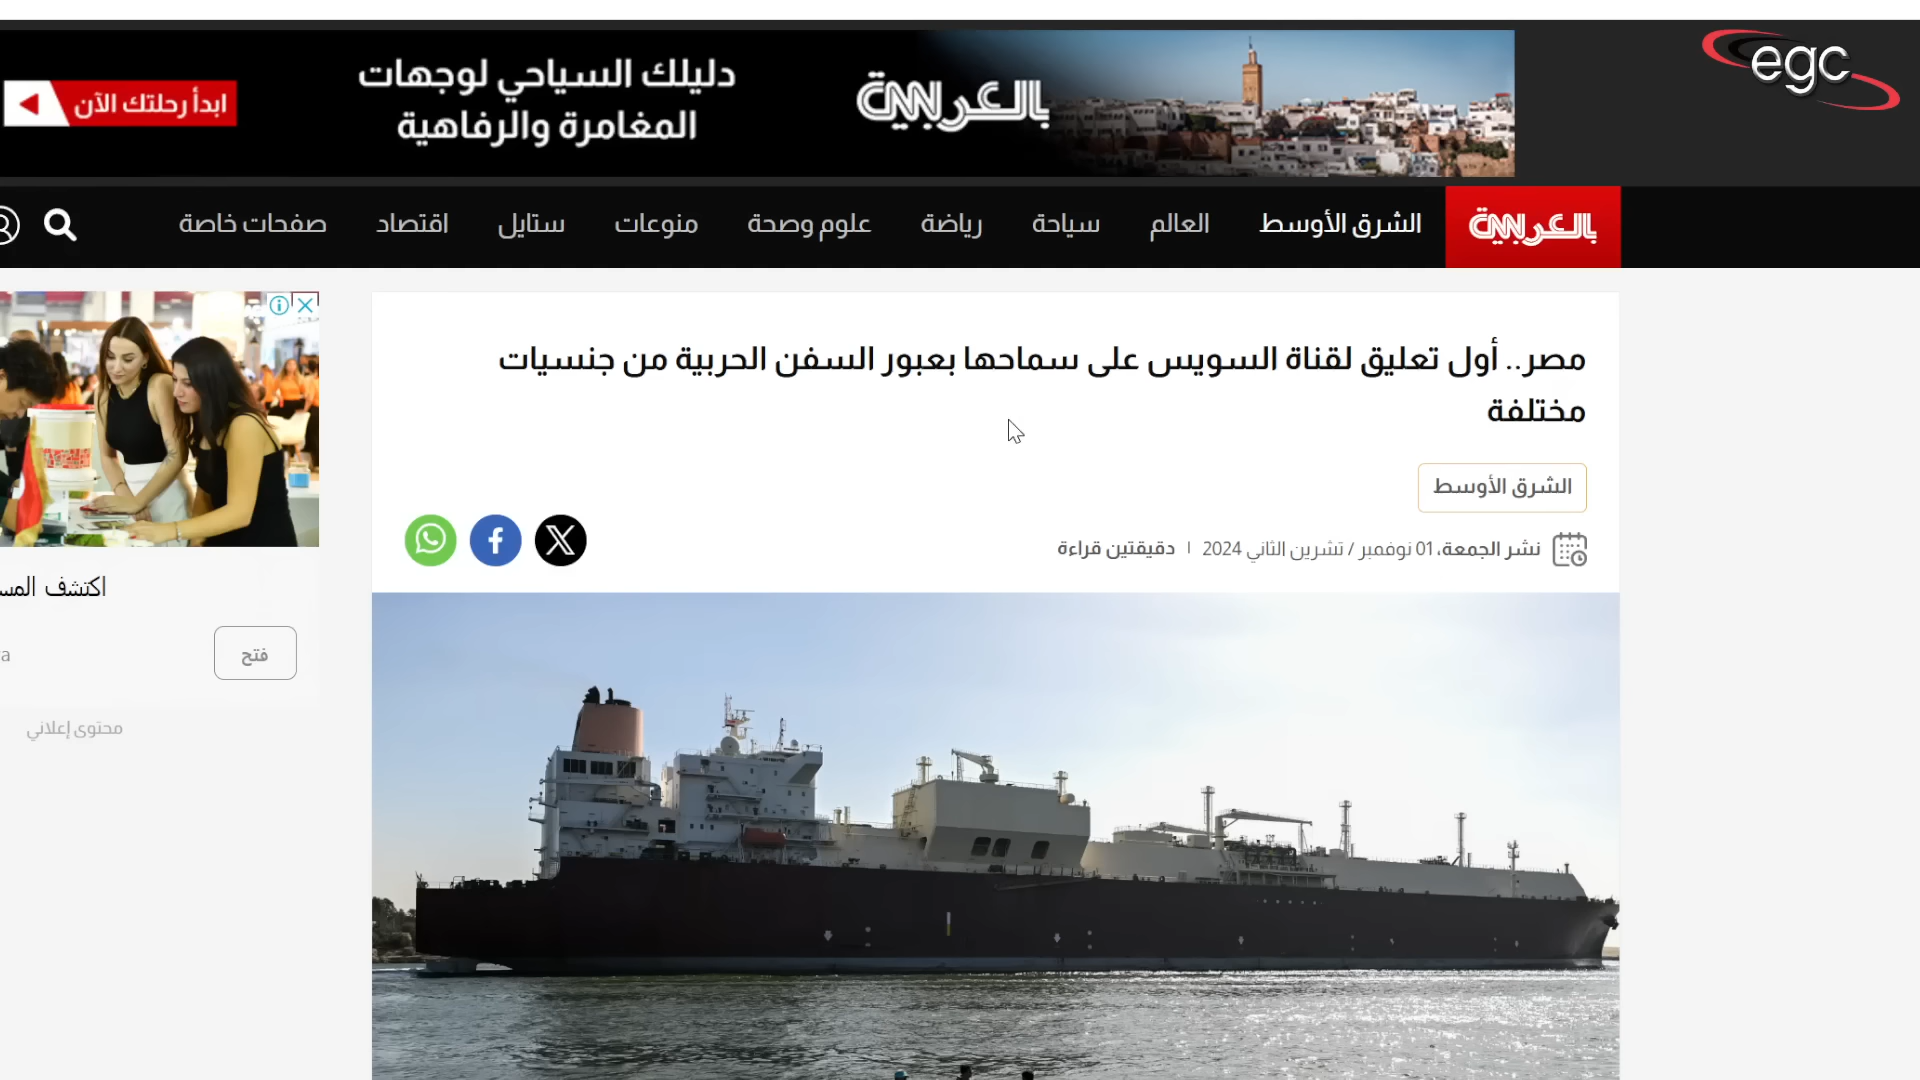 egc
دليلك السياحي لوجهات
المغامرة والرفاهية
ابدأ رحلتك الآن
CNN بالعربية
CNN بالعربية
الشرق الأوسط
العالم
سياحة
رياضة
علوم وصحة
منوعات
ستايل
اقتصاد
صفحات خاصة
مصر.. أول تعليق لقناة السويس على سماحها بعبور السفن الحربية من جنسيات
مختلفة
الشرق الأوسط
نشر الجمعة، 01 نوفمبر / تشرين الثاني 2024 | دقيقتين قراءة
اكتشف
فتح
محتوى إعلاني